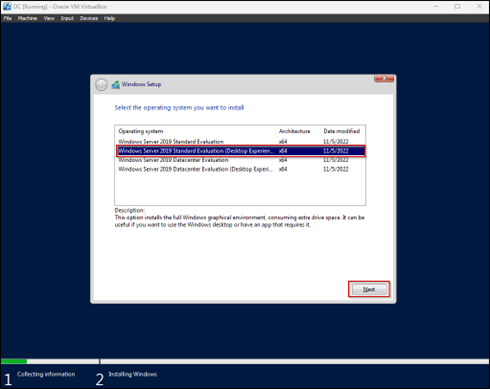 DC [Running] - Oracle VM VirtualBox
File Machine View Input Devices Help
Windows Setup
Select the operating system you want to install
Operating system Architecture Date modified
Windows Server 2019 Standard Evaluation x64 11/5/2022
Windows Server 2019 Standard Evaluation (Desktop Experien... x64 11/5/2022
Windows Server 2019 Datacenter Evaluation x64 11/5/2022
Windows Server 2019 Datacenter Evaluation (Desktop Experi... x64 11/5/2022
Description:
This option installs the full Windows graphical environment, consuming extra drive space. It can be
useful if you want to use the Windows desktop or have an app that requires it.
Next
1 Collecting information 2 Installing Windows